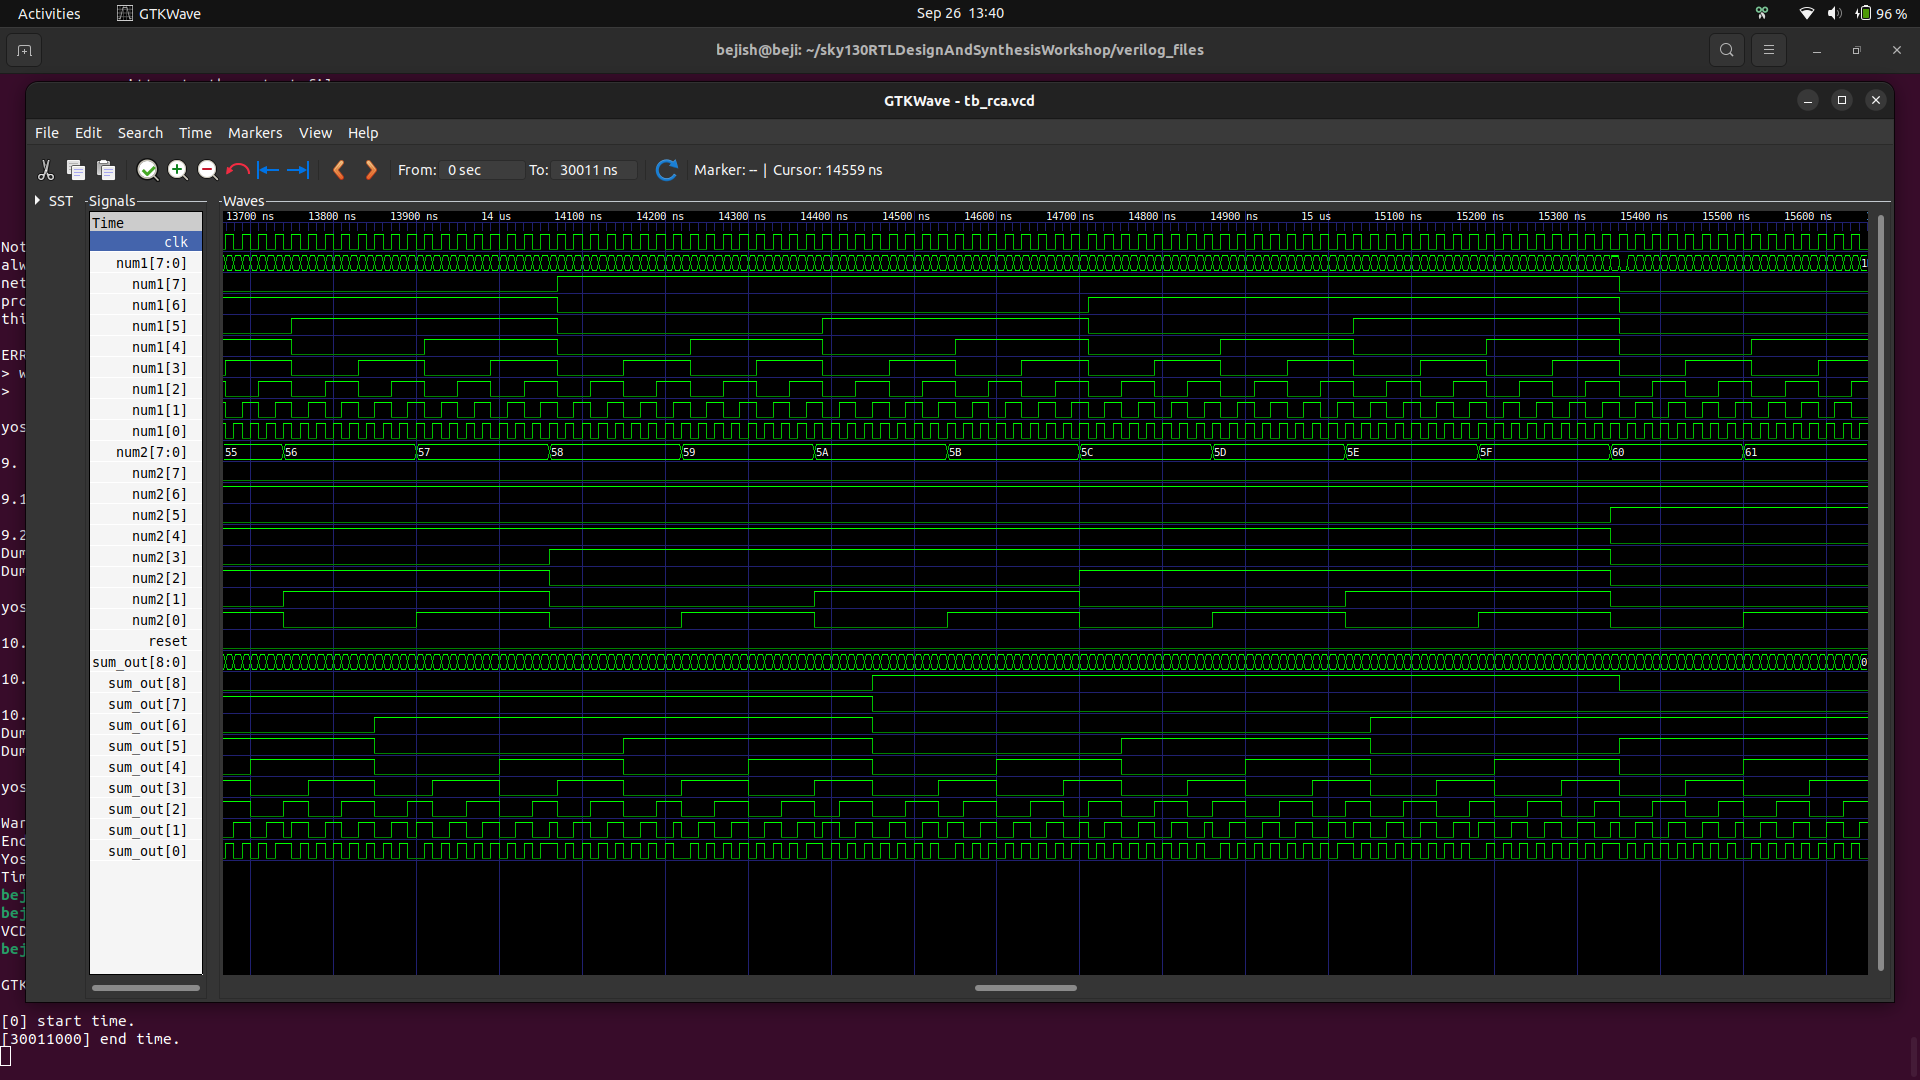 Activities GTKWave Sep 26 13:40 96 %
bejish@beji: ~/sky130RTLDesignAndSynthesisWorkshop/verilog_files
GTKWave - tb_rca.vcd
File Edit Search Time Markers View Help
From: 0 sec To: 30011 ns Marker: -- | Cursor: 14559 ns
SST Signals Waves
13700 ns 13800 ns 13900 ns 14 us 14100 ns 14200 ns 14300 ns 14400 ns 14500 ns 14600 ns 14700 ns 14800 ns 14900 ns 15 us 15100 ns 15200 ns 15300 ns 15400 ns 15500 ns 15600 ns
Time
clk
num1[7:0] 1
num1[7]
num1[6]
num1[5]
num1[4]
num1[3]
num1[2]
num1[1]
num1[0]
num2[7:0] 55 56 57 58 59 5A 5B 5C 5D 5E 5F 60 61
num2[7]
num2[6]
num2[5]
num2[4]
num2[3]
num2[2]
num2[1]
num2[0]
reset
sum_out[8:0] 0
sum_out[8]
sum_out[7]
sum_out[6]
sum_out[5]
sum_out[4]
sum_out[3]
sum_out[2]
sum_out[1]
sum_out[0]
Not
alw
net
pro
thi
ERR
> w
>
yos
9.
9.1
9.2
Dum
Dum
yos
10.
10.
10.
Dum
Dum
yos
War
Enc
Yos
Tim
bej
bej
VCD
bej
GTK
[0] start time.
[30011000] end time.